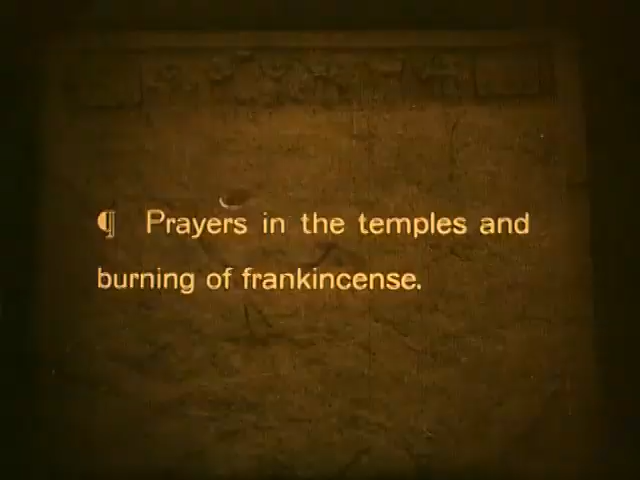 ¶ Prayers in the temples and
burning of frankincense.